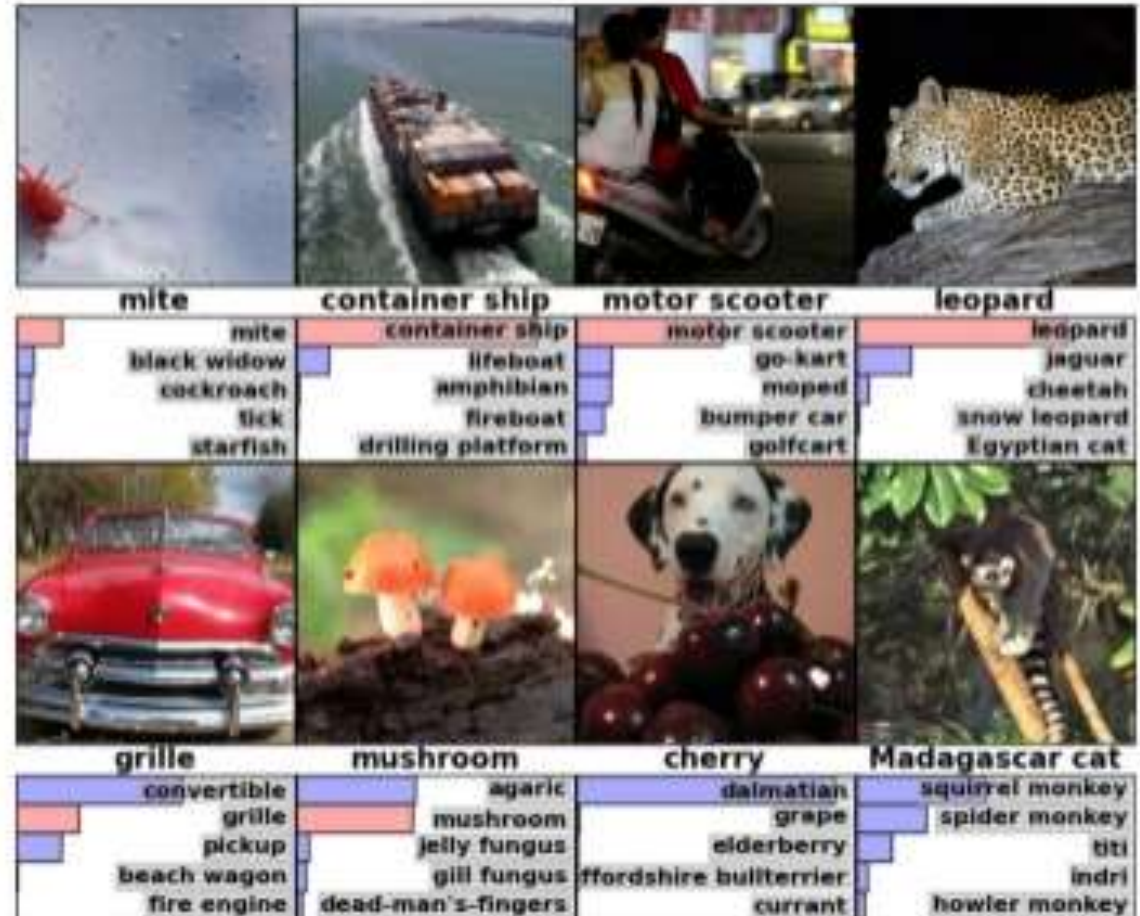 mite
container ship
motor scooter
leopard
mite
black widow
cockroach
tick
starfish
container ship
lifeboat
amphibian
fireboat
drilling platform
motor scooter
go-kart
moped
bumper car
golfcart
leopard
jaguar
cheetah
snow leopard
Egyptian cat
grille
mushroom
cherry
Madagascar cat
convertible
grille
pickup
beach wagon
fire engine
agaric
mushroom
jelly fungus
gill fungus
dead-man's-fingers
dalmatian
grape
elderberry
ffordshire bullterrier
currant
squirrel monkey
spider monkey
titi
indri
howler monkey